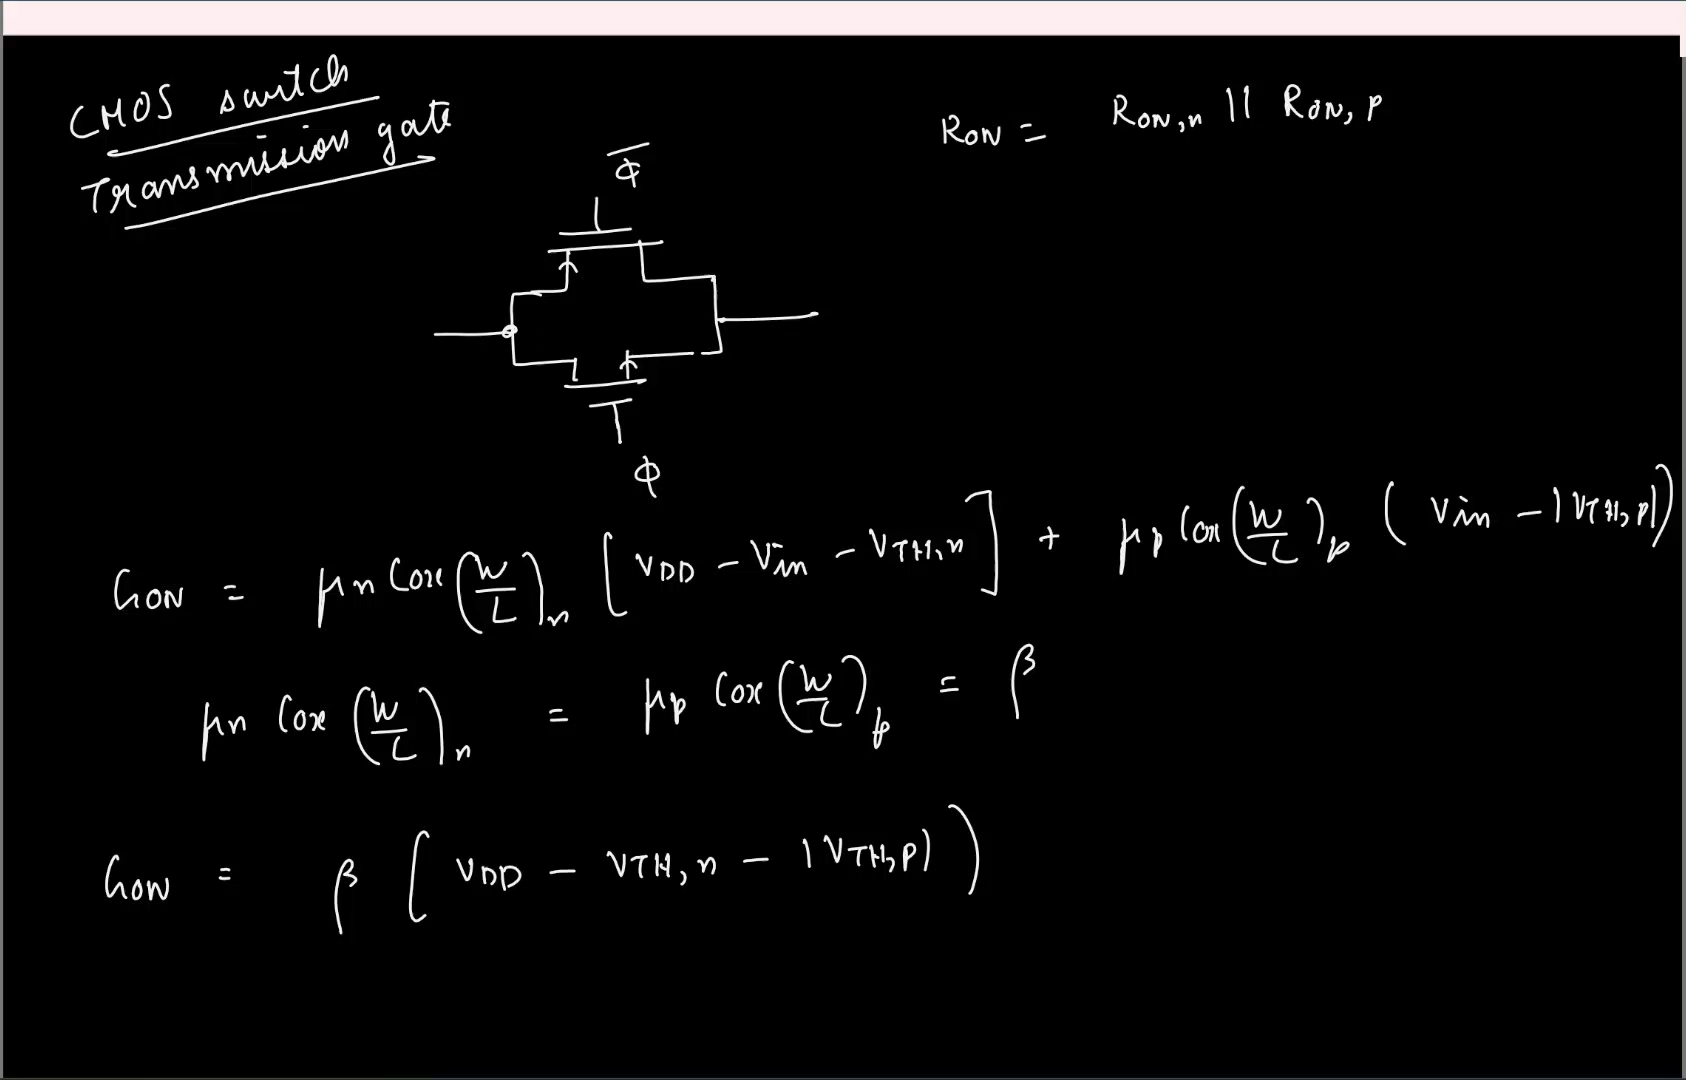 CMOS switch
Transmission gate
RON = RON,n || RON,p
ϕ̅
ϕ
GON = μn Cox (W/L)n [VDD - Vin - VTH,n] + μp Cox (W/L)p (Vin - |VTH,p|)
μn Cox (W/L)n = μp Cox (W/L)p = β
GON = β [VDD - VTH,n - |VTH,p|)